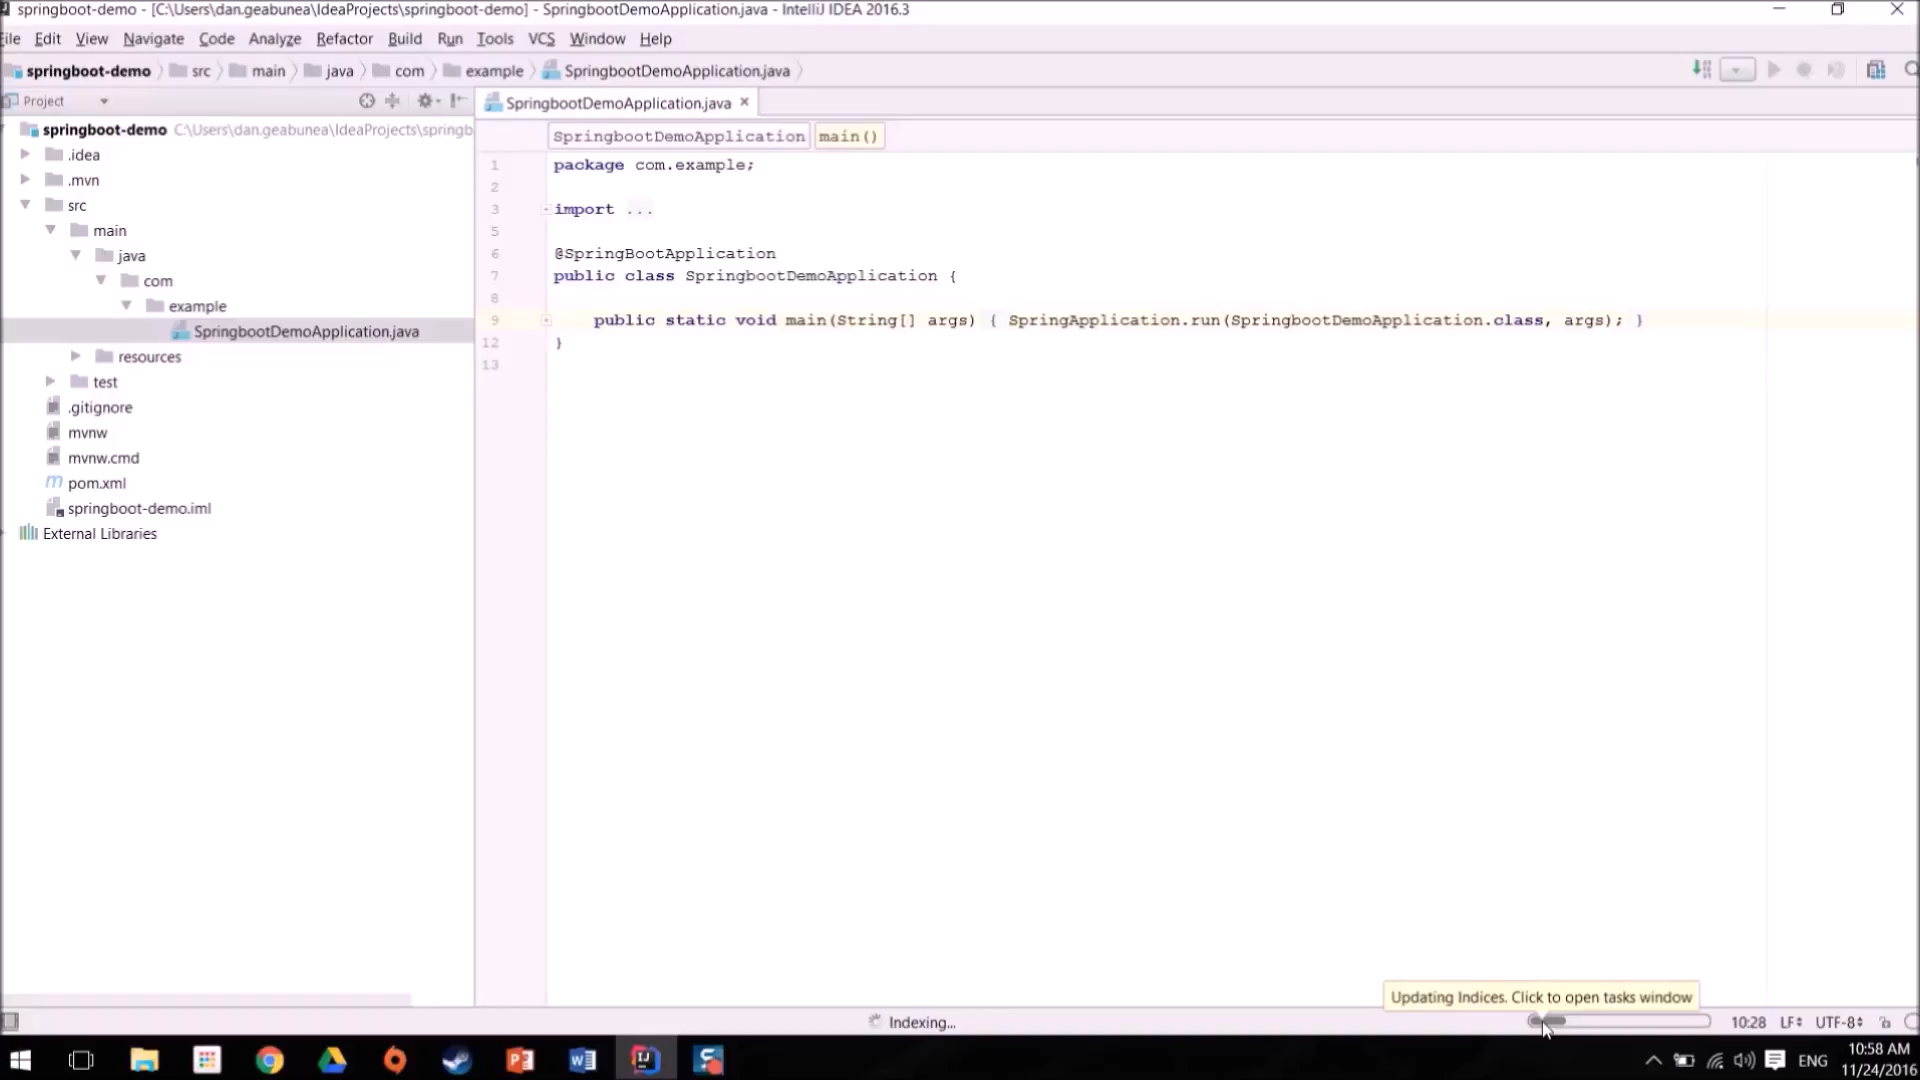 springboot-demo - [C:\Users\dan.geabunea\IdeaProjects\springboot-demo] - SpringbootDemoApplication.java - IntelliJ IDEA 2016.3
ile Edit View Navigate Code Analyze Refactor Build Run Tools VCS Window Help
springboot-demo src main java com example SpringbootDemoApplication.java
Project
SpringbootDemoApplication.java
springboot-demo C:\Users\dan.geabunea\IdeaProjects\springb
.idea
.mvn
src
main
java
com
example
SpringbootDemoApplication.java
resources
test
.gitignore
mvnw
mvnw.cmd
pom.xml
springboot-demo.iml
External Libraries
SpringbootDemoApplication main()
1 package com.example;
2
3 import ...
5
6 @SpringBootApplication
7 public class SpringbootDemoApplication {
8
9 public static void main(String[] args) { SpringApplication.run(SpringbootDemoApplication.class, args); }
12 }
13
Updating Indices. Click to open tasks window
Indexing... 10:28 LF UTF-8
ENG 10:58 AM
11/24/2016